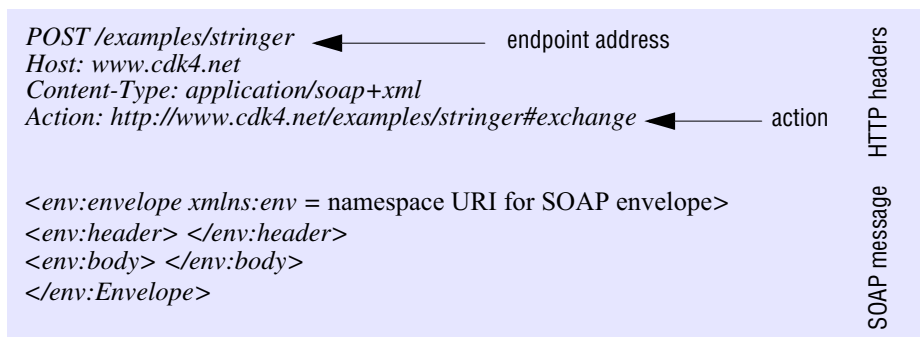 POST /examples/stringer endpoint address
Host: www.cdk4.net
Content-Type: application/soap+xml
Action: http://www.cdk4.net/examples/stringer#exchange action
HTTP headers
<env:envelope xmlns:env = namespace URI for SOAP envelope>
<env:header> </env:header>
<env:body> </env:body>
</env:Envelope>
SOAP message